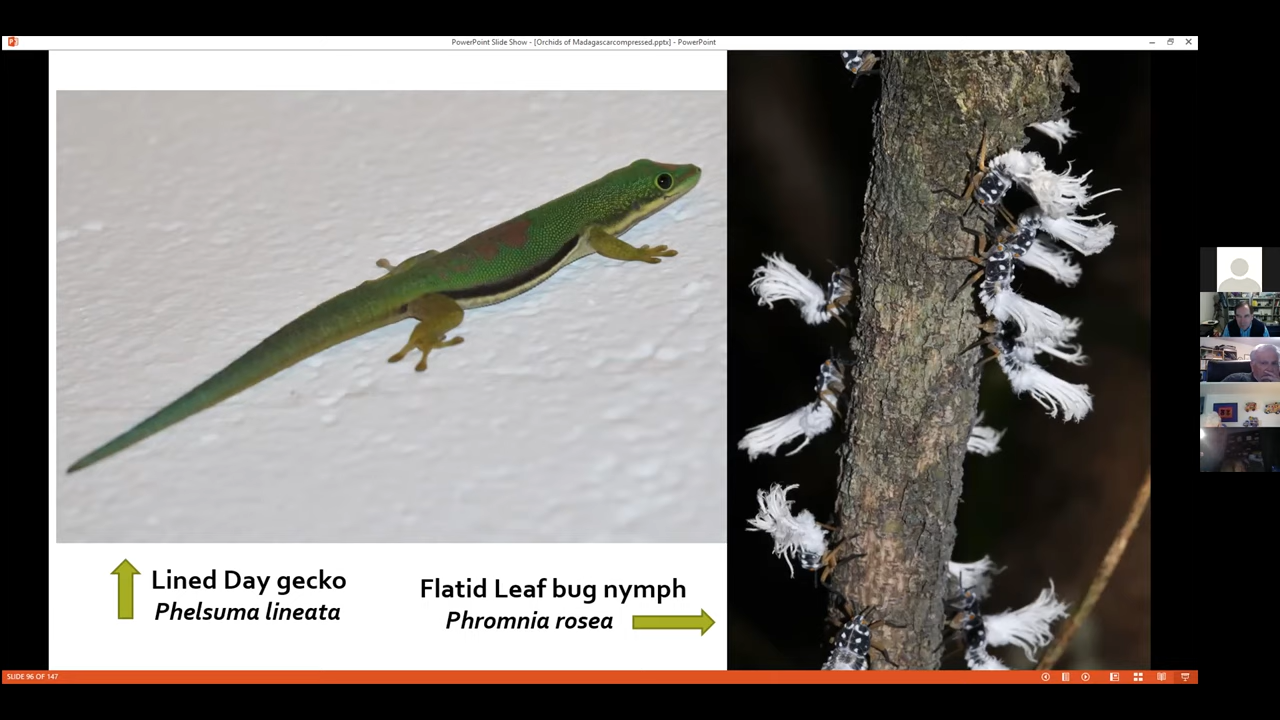 PowerPoint Slide Show - [Orchids of Madagascarcompressed.pptx] - PowerPoint
Lined Day gecko
Phelsuma lineata
Flatid Leaf bug nymph
Phromnia rosea
SLIDE 96 OF 147